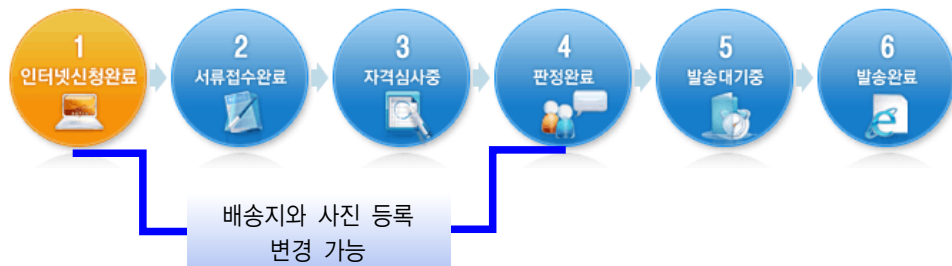 1
인터넷신청완료
2
서류접수완료
3
자격심사중
4
판정완료
5
발송대기중
6
발송완료
배송지와 사진 등록
변경 가능